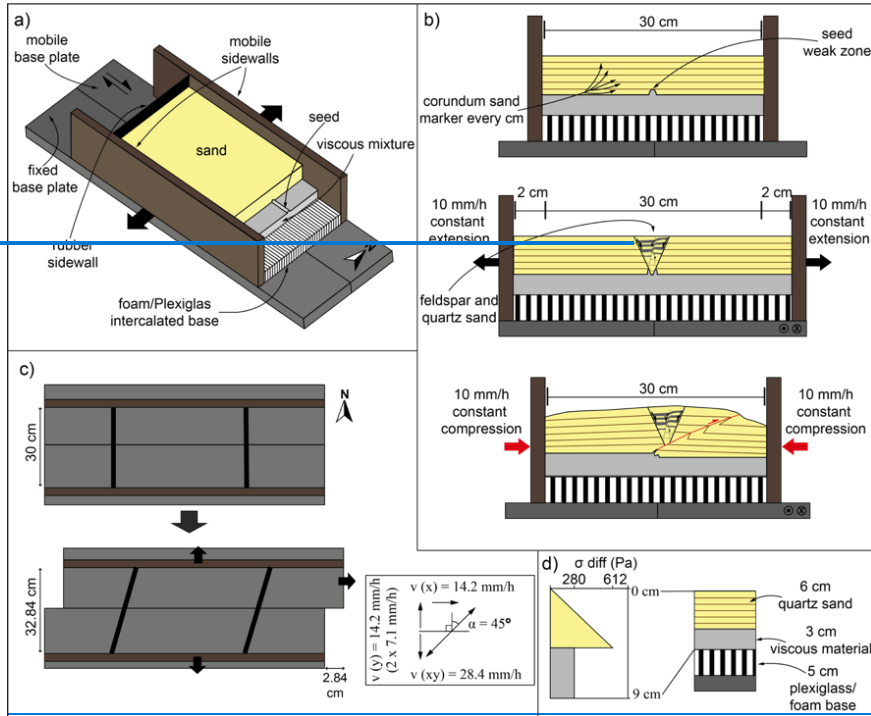 a)
mobile
base plate
mobile
sidewalls
seed
viscous mixture
sand
fixed
base plate
rubber
sidewall
foam/Plexiglas
intercalated base
b)
30 cm
seed
weak zone
corundum sand
marker every cm
10 mm/h
constant
extension
2 cm
30 cm
2 cm
10 mm/h
constant
extension
feldspar and
quartz sand
10 mm/h
constant
compression
30 cm
10 mm/h
constant
compression
c)
N
30 cm
32.84 cm
2.84
cm
v (y) = 14.2 mm/h
(2 x 7.1 mm/h)
v (x) = 14.2 mm/h
α = 45°
v (xy) = 28.4 mm/h
d)
σ diff (Pa)
280 612
0 cm
9 cm
6 cm
quartz sand
3 cm
viscous material
5 cm
plexiglass/
foam base